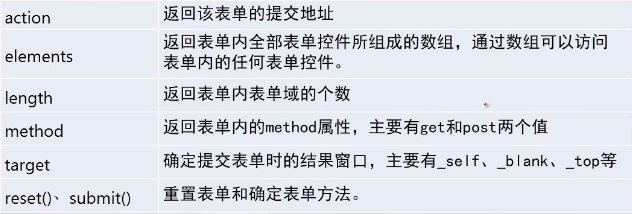 action 返回该表单的提交地址
elements 返回表单内全部表单控件所组成的数组，通过数组可以访问
表单内的任何表单控件。
length 返回表单内表单域的个数
method 返回表单内的method属性，主要有get和post两个值
target 确定提交表单时的结果窗口，主要有_self、_blank、_top等
reset()、submit() 重置表单和确定表单方法。